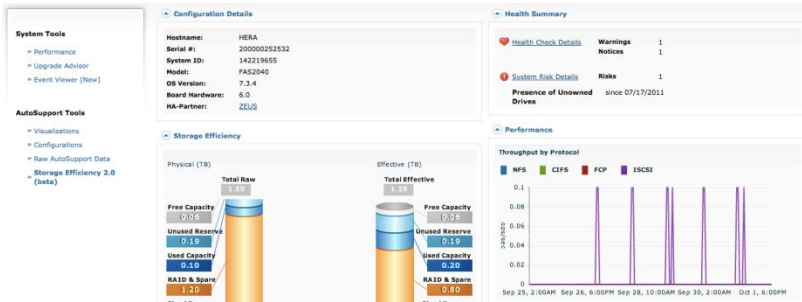 System Tools
» Performance
» Upgrade Advisor
» Event Viewer [New]
AutoSupport Tools
» Visualizations
» Configurations
» Raw AutoSupport Data
» Storage Efficiency 2.0
(beta)
Configuration Details
Hostname: HERA
Serial #: 200000252532
System ID: 142219655
Model: FAS2040
OS Version: 7.3.4
Board Hardware: 6.0
HA-Partner: ZEUS
Storage Efficiency
Physical (TB)
Total Raw
1.59
Free Capacity
0.06
Unused Reserve
0.19
Used Capacity
0.10
RAID & Spare
1.20
Effective (TB)
Total Effective
1.25
Free Capacity
0.06
Unused Reserve
0.19
Used Capacity
0.20
RAID & Spare
0.80
Health Summary
Health Check Details Warnings 1
Notices 1
System Risk Details Risks 1
Presence of Unowned since 07/17/2011
Drives
Performance
Throughput by Protocol
NFS CIFS FCP ISCSI
0.1
0.08
0.06
0.04
0.02
0
Sep 25, 2:00AM Sep 26, 6:00PM Sep 28, 10:00AM Sep 30, 2:00AM Oct 1, 6:00PM